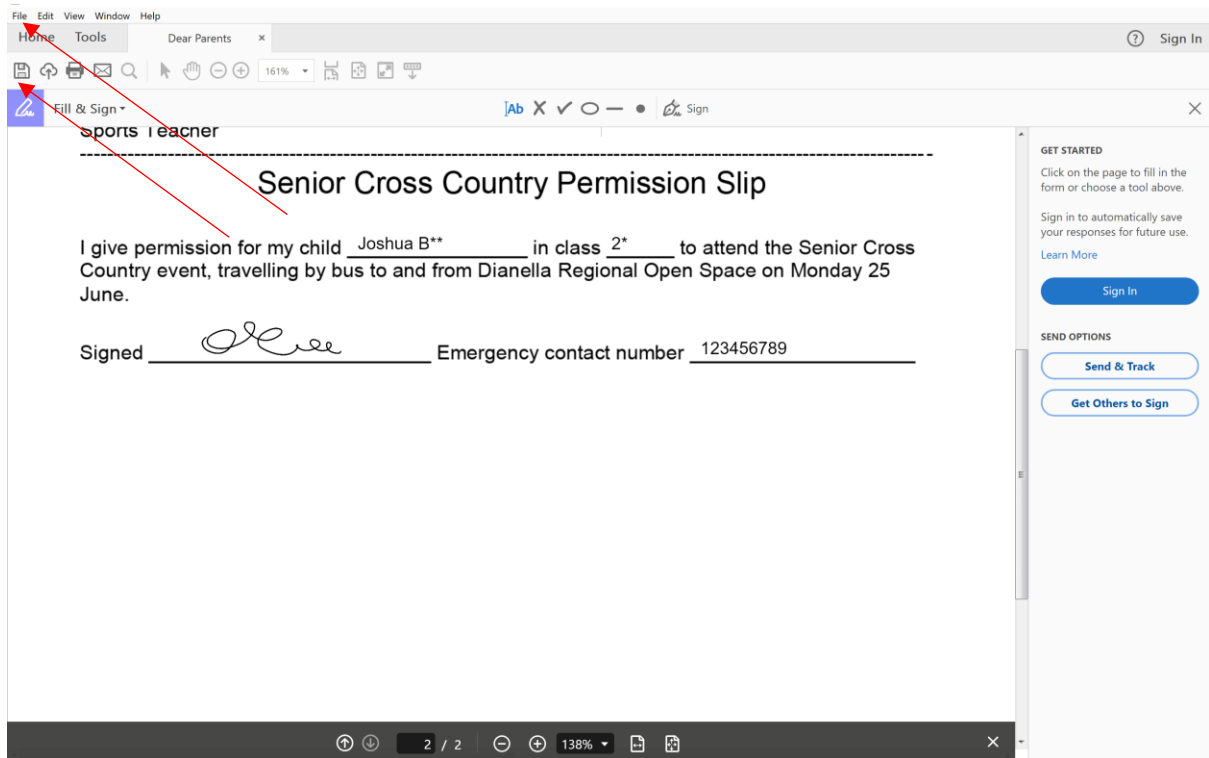 File Edit View Window Help
Home Tools Dear Parents × Sign In
161%
Fill & Sign Ab Sign
Sports Teacher
Senior Cross Country Permission Slip
I give permission for my child Joshua B** in class 2* to attend the Senior Cross
Country event, travelling by bus to and from Dianella Regional Open Space on Monday 25
June.
Signed Emergency contact number 123456789
GET STARTED
Click on the page to fill in the
form or choose a tool above.
Sign in to automatically save
your responses for future use.
Learn More
Sign In
SEND OPTIONS
Send & Track
Get Others to Sign
2 / 2 138%